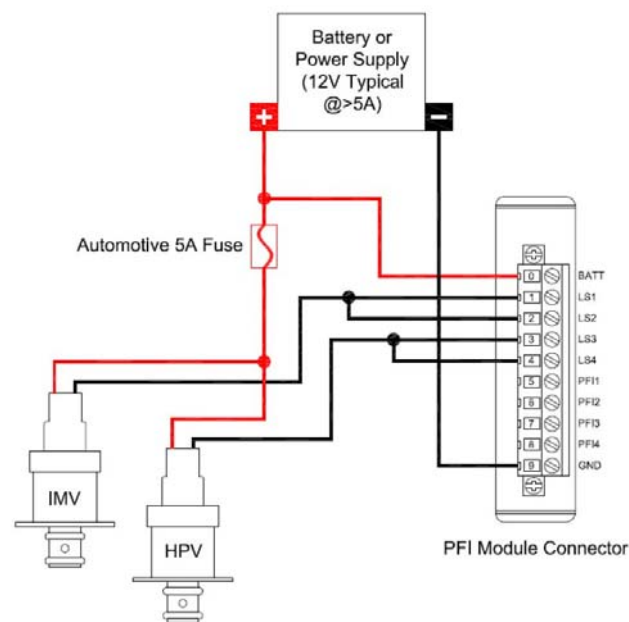 Battery or
Power Supply
(12V Typical
@>5A)
+
-
Automotive 5A Fuse
0 BATT
1 LS1
2 LS2
3 LS3
4 LS4
5 PFI1
6 PFI2
7 PFI3
8 PFI4
9 GND
IMV
HPV
PFI Module Connector